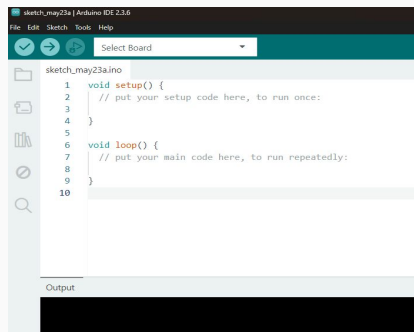 sketch_may23a | Arduino IDE 2.3.6
File Edit Sketch Tools Help
Select Board
sketch_may23a.ino
1 void setup() {
2 // put your setup code here, to run once:
3
4 }
5
6 void loop() {
7 // put your main code here, to run repeatedly:
8
9 }
10
Output